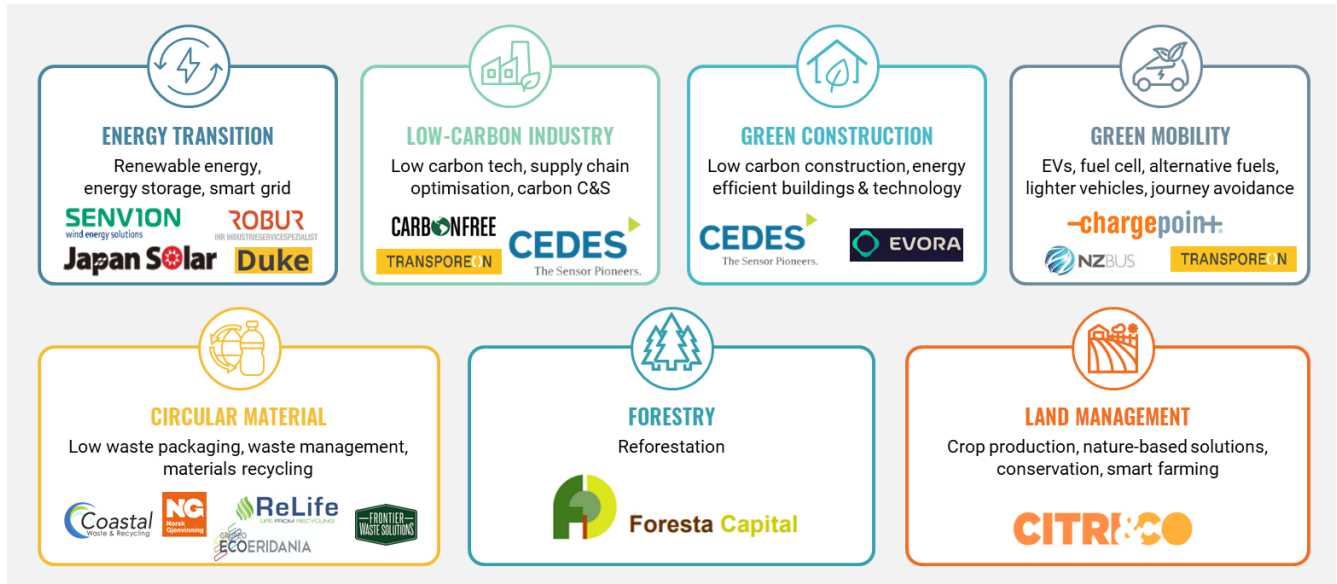 ENERGY TRANSITION
Renewable energy,
energy storage, smart grid
SENVION
wind energy solutions
ROBUR
IHR INDUSTRIESERVICESPEZIALIST
Japan Solar
Duke
LOW-CARBON INDUSTRY
Low carbon tech, supply chain
optimisation, carbon C&S
CARBONFREE
TRANSPOREON
CEDES
The Sensor Pioneers.
GREEN CONSTRUCTION
Low carbon construction, energy
efficient buildings & technology
CEDES
The Sensor Pioneers.
EVORA
GREEN MOBILITY
EVs, fuel cell, alternative fuels,
lighter vehicles, journey avoidance
-chargepoin+.
NZBUS
TRANSPOREON
CIRCULAR MATERIAL
Low waste packaging, waste management,
materials recycling
Coastal
Waste & Recycling
NG
Norsk
Gjenvinning
ReLife
LIFE FROM RECYCLING
GRUPPO
ECOERIDANIA
FRONTIER
WASTE SOLUTIONS
FORESTRY
Reforestation
Foresta Capital
LAND MANAGEMENT
Crop production, nature-based solutions,
conservation, smart farming
CITRI&CO